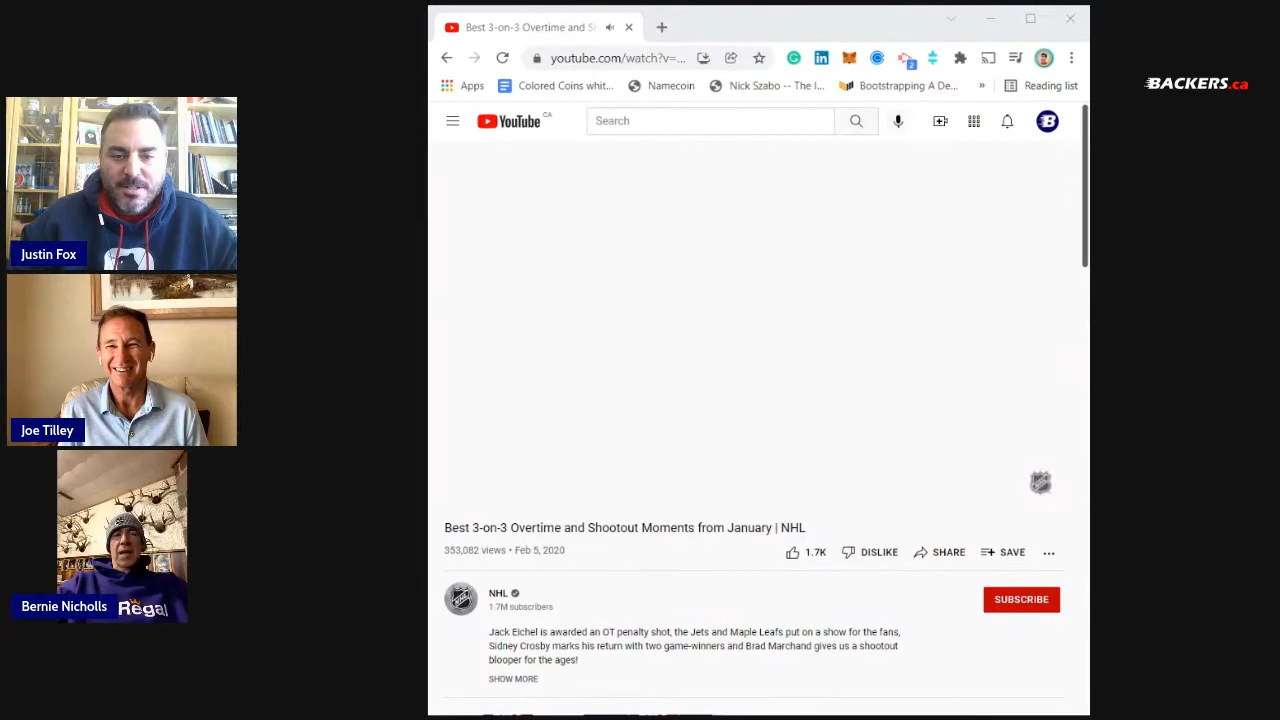 Best 3-on-3 Overtime and S
youtube.com/watch?v=...
2
Apps
Colored Coins whit...
Namecoin
Nick Szabo -- The I...
Bootstrapping A De...
»
Reading list
BACKERS.ca
YouTube CA
Search
B
Justin Fox
Joe Tilley
Regal
Bernie Nicholls
Best 3-on-3 Overtime and Shootout Moments from January | NHL
353,082 views • Feb 5, 2020
1.7K
DISLIKE
SHARE
SAVE
NHL
1.7M subscribers
SUBSCRIBE
Jack Eichel is awarded an OT penalty shot, the Jets and Maple Leafs put on a show for the fans,
Sidney Crosby marks his return with two game-winners and Brad Marchand gives us a shootout
blooper for the ages!
SHOW MORE